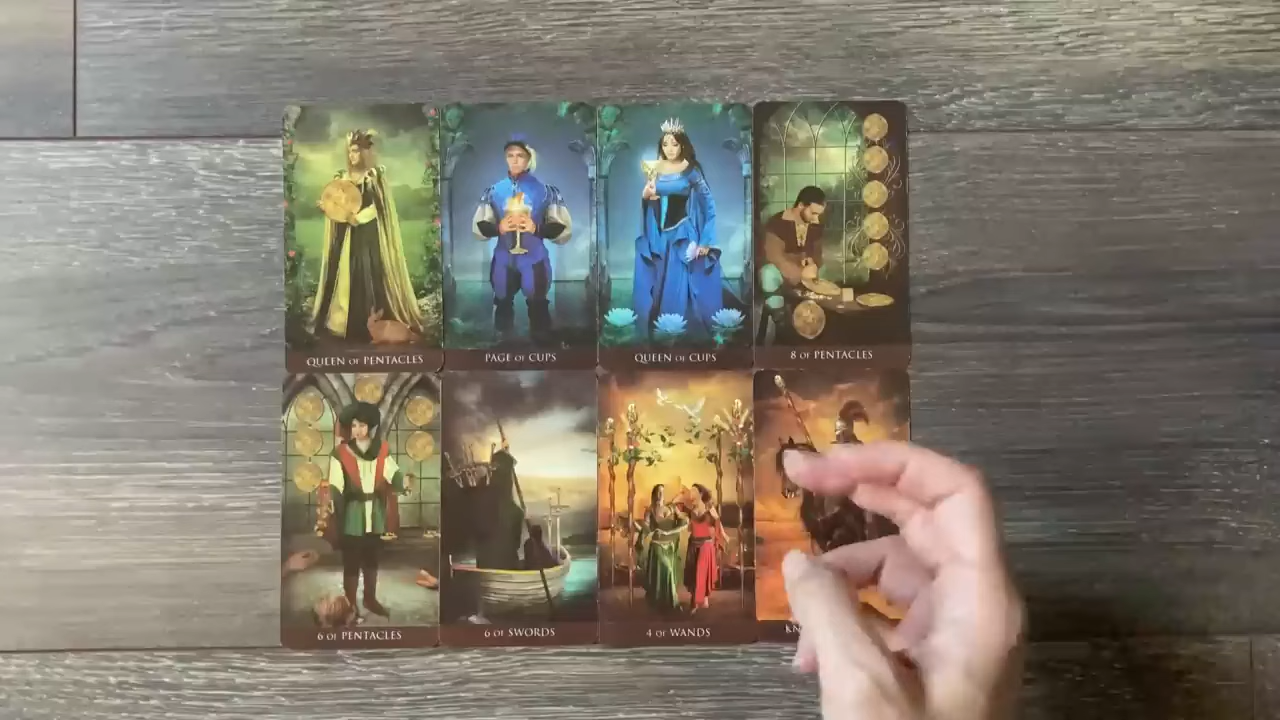 QUEEN OF PENTACLES
PAGE OF CUPS
QUEEN OF CUPS
8 OF PENTACLES
6 OF PENTACLES
6 OF SWORDS
4 OF WANDS